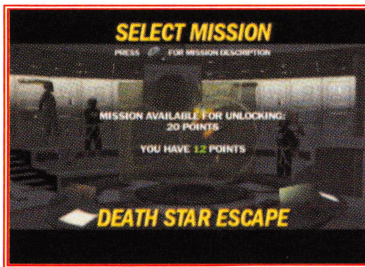 SELECT MISSION
PRESS FOR MISSION DESCRIPTION
MISSION AVAILABLE FOR UNLOCKING:
20 POINTS
YOU HAVE 12 POINTS
DEATH STAR ESCAPE